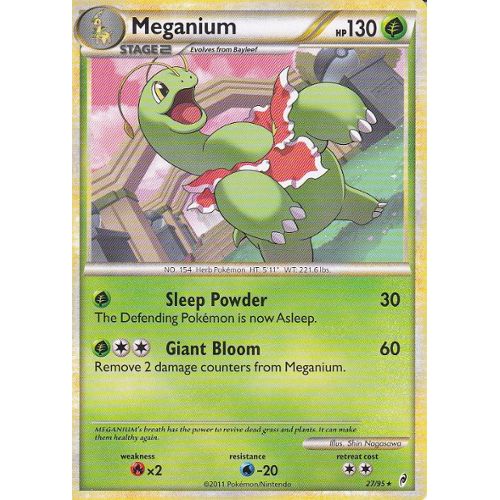 Meganium HP 130
STAGE 2 Evolves from Bayleef
NO. 154 Herb Pokémon HT: 5'11" WT: 221.6 lbs.
Sleep Powder 30
The Defending Pokémon is now Asleep.
Giant Bloom 60
Remove 2 damage counters from Meganium.
MEGANIUM's breath has the power to revive dead grass and plants. It can make
them healthy again.
Illus. Shin Nagasawa
weakness resistance retreat cost
×2 -20
©2011 Pokémon/Nintendo 27/95 ★